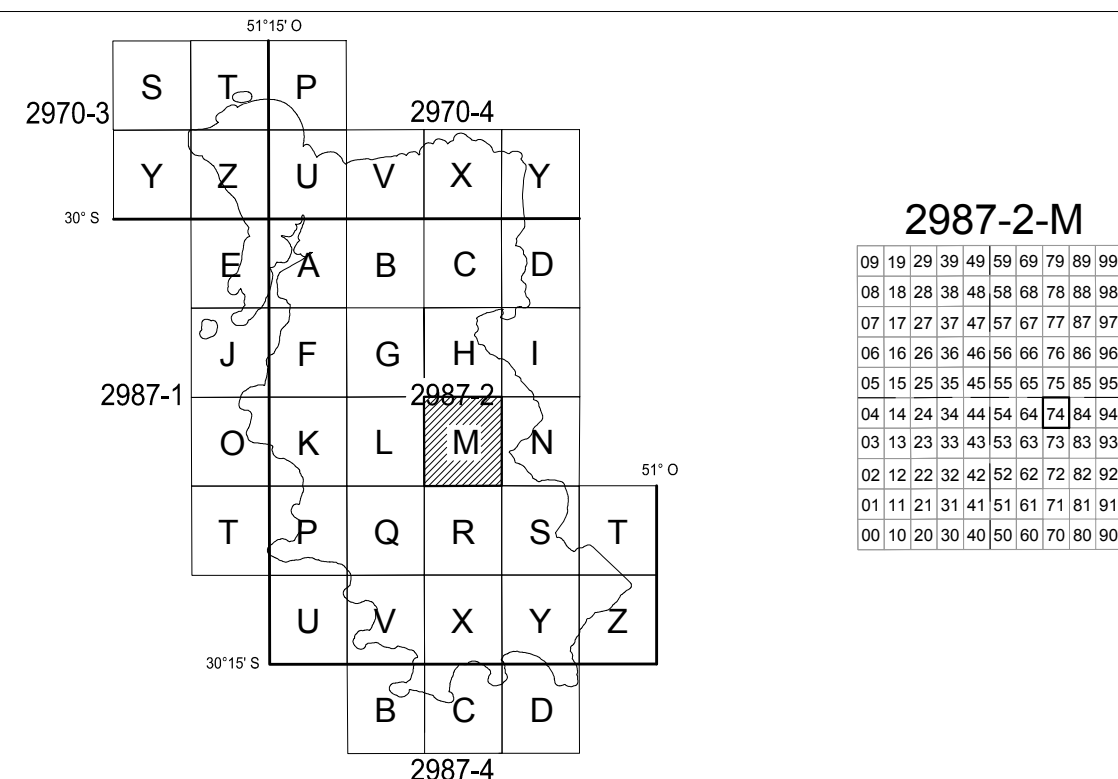 51°15' O
S T P
2970-3 2970-4
Y Z U V X Y
30° S
E A B C D
J F G H I
2987-1 2987-2
O K L M N
51° O
T P Q R S T
U V X Y Z
30°15' S
B C D
2987-4
2987-2-M
09 19 29 39 49 59 69 79 89 99
08 18 28 38 48 58 68 78 88 98
07 17 27 37 47 57 67 77 87 97
06 16 26 36 46 56 66 76 86 96
05 15 25 35 45 55 65 75 85 95
04 14 24 34 44 54 64 74 84 94
03 13 23 33 43 53 63 73 83 93
02 12 22 32 42 52 62 72 82 92
01 11 21 31 41 51 61 71 81 91
00 10 20 30 40 50 60 70 80 90